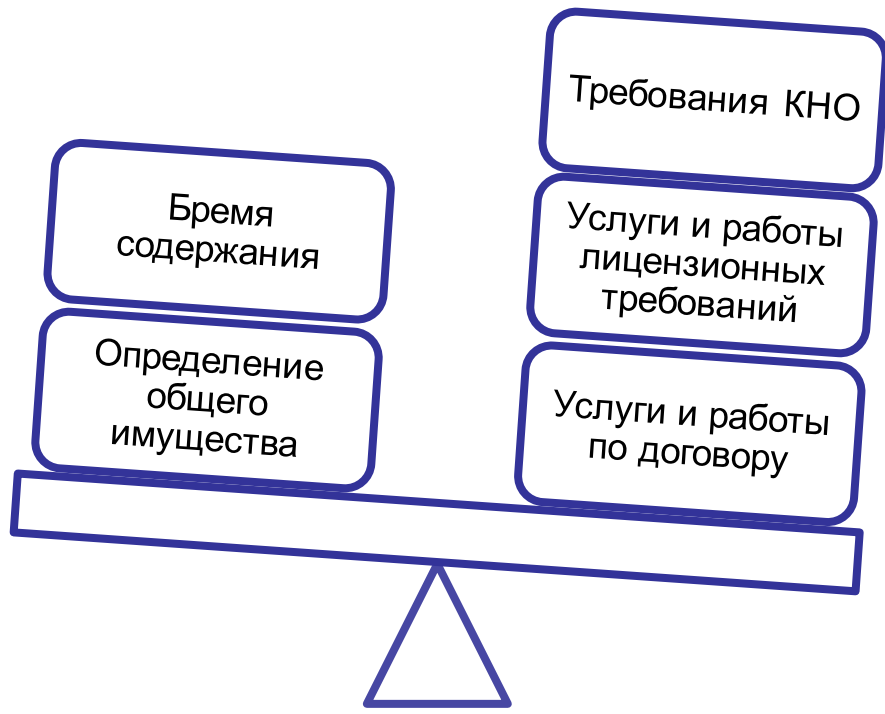 Бремя
содержания
Определение
общего
имущества
Требования КНО
Услуги и работы
лицензионных
требований
Услуги и работы
по договору